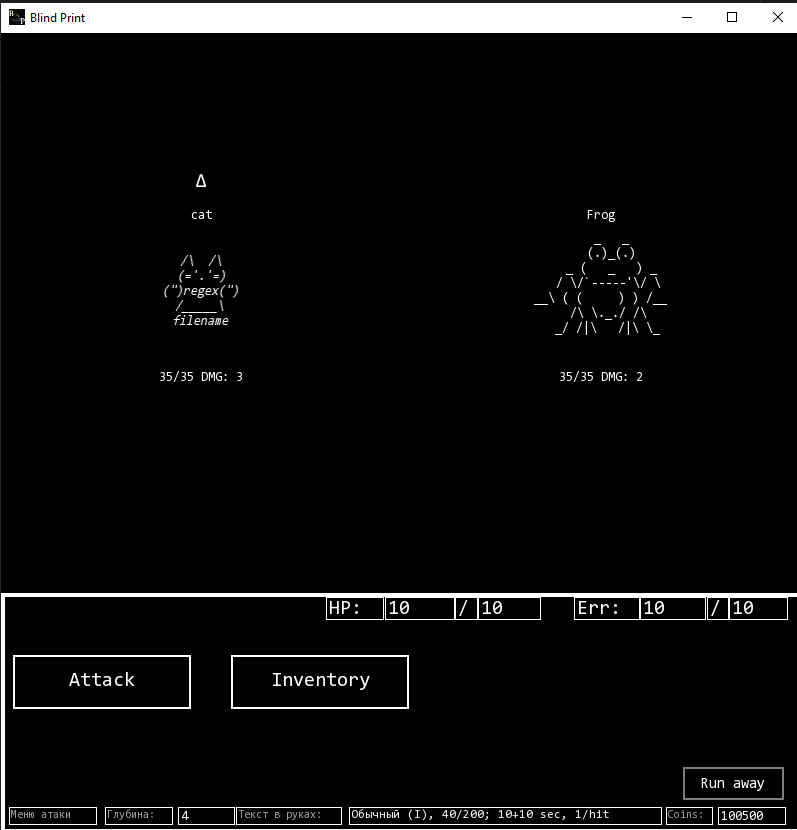 Blind Print
Δ
cat
/\  /\
(='.'=)
(")regex(")
/_____\
filename
35/35 DMG: 3
Frog
_   _
(.)_(.)
_ (   _   ) _
/ \/`-----'\/ \
__\ ( (     ) ) /__
/\ \._./ /\
_/ /|\   /|\ \_
35/35 DMG: 2
HP: 10 / 10 Err: 10 / 10
Attack Inventory
Run away
Меню атаки Глубина: 4 Текст в руках: Обычный (I), 40/200; 10+10 sec, 1/hit Coins: 100500